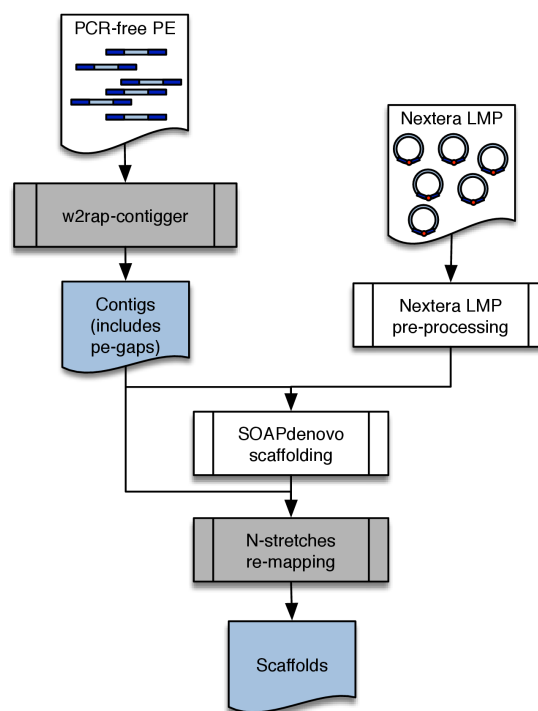 PCR-free PE
Nextera LMP
w2rap-contigger
Contigs
(includes
pe-gaps)
Nextera LMP
pre-processing
SOAPdenovo
scaffolding
N-stretches
re-mapping
Scaffolds